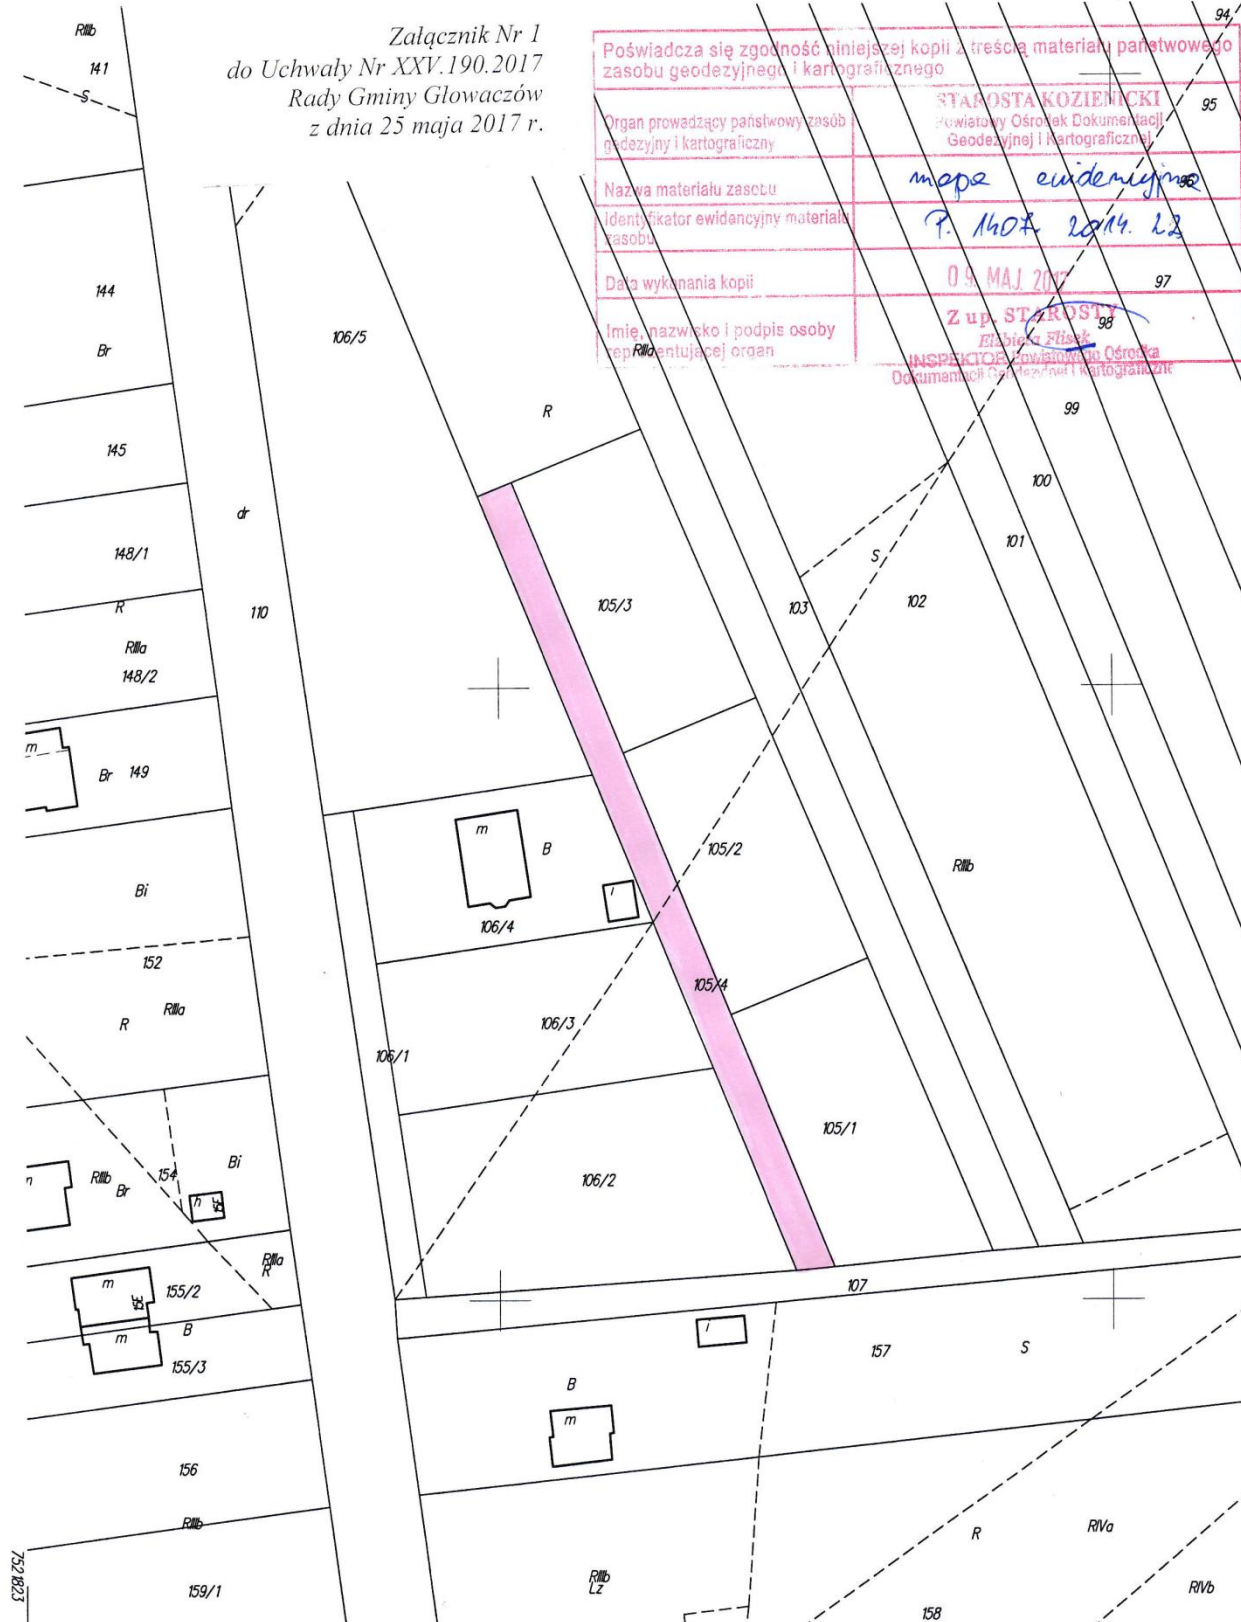 Załącznik Nr 1
do Uchwały Nr XXV.190.2017
Rady Gminy Głowaczów
z dnia 25 maja 2017 r.
Poświadcza się zgodność niniejszej kopii z treścią materiału państwowego
zasobu geodezyjnego i kartograficznego
Organ prowadzący państwowy zasób
gedezyjny i kartograficzny
STAROSTA KOZIENICKI
Powiatowy Ośrodek Dokumentacji
Geodezyjnej i Kartograficznej
Nazwa materiału zasobu
mapa ewidencyjna
Identyfikator ewidencyjny materiału
zasobu
P. 1407. 2014. 22
Data wykonania kopii
09. MAJ. 2017
Imię, nazwisko i podpis osoby
reprezentującej organ
Z up. STAROSTY
Elżbieta Flisek
INSPEKTOR Powiatowego Ośrodka
Dokumentacji Geodezyjnej i Kartograficznej
RIIIb
141
S
94
95
96
97
98
99
100
101
144
Br
106/5
RIIIa
R
145
dr
148/1
R
110
105/3
103
S
102
RIIIa
148/2
m
Br 149
m
B
105/2
RIIIb
Bi
i
106/4
152
105/4
R
RIIIa
106/3
106/1
105/1
154
Bi
RIIIb
Br
h
351
106/2
RIIIa
R
m
351
155/2
107
m
B
155/3
i
157
S
B
m
156
RIIIb
R
RIVa
159/1
RIIIb
Lz
RIVb
158
7521823